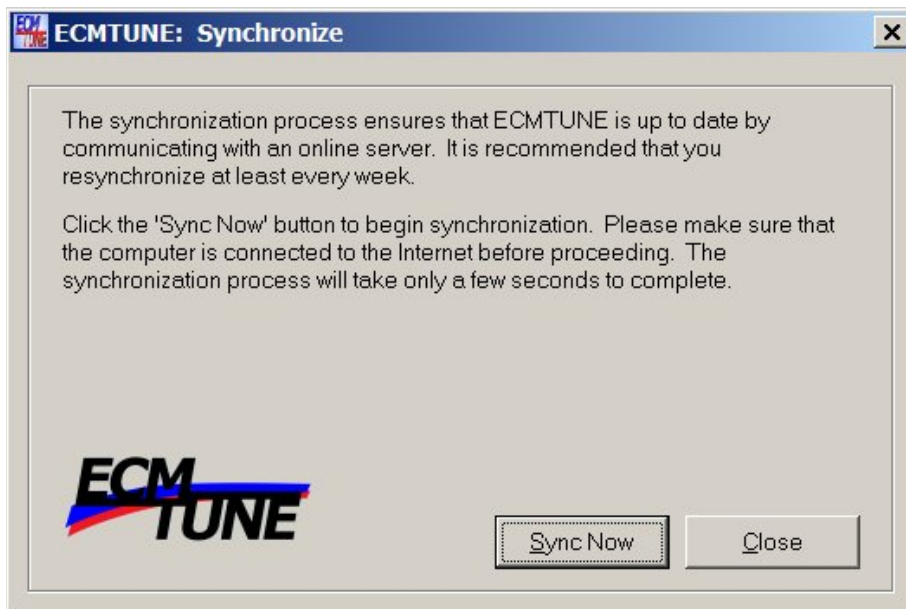 ECM
TUNE
ECMTUNE: Synchronize
The synchronization process ensures that ECMTUNE is up to date by
communicating with an online server. It is recommended that you
resynchronize at least every week.
Click the 'Sync Now' button to begin synchronization. Please make sure that
the computer is connected to the Internet before proceeding. The
synchronization process will take only a few seconds to complete.
ECM
TUNE
Sync Now
Close